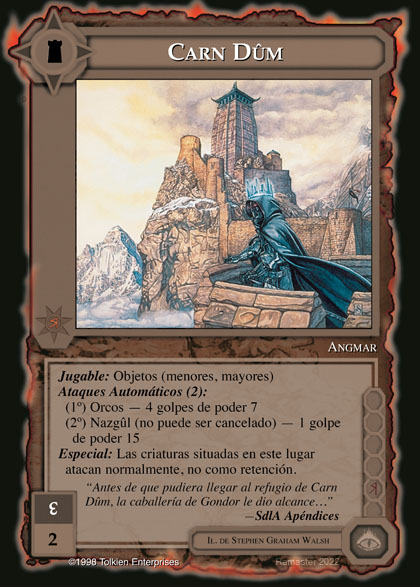 Carn Dûm
Angmar
Jugable: Objetos (menores, mayores)
Ataques Automáticos (2):
(1º) Orcos — 4 golpes de poder 7
(2º) Nazgûl (no puede ser cancelado) — 1 golpe
de poder 15
Especial: Las criaturas situadas en este lugar
atacan normalmente, no como retención.
“Antes de que pudiera llegar al refugio de Carn
Dûm, la caballería de Gondor le dio alcance…”
—SdlA Apéndices
ε
2
Il. de Stephen Graham Walsh
©1998 Tolkien Enterprises
Remaster 2022